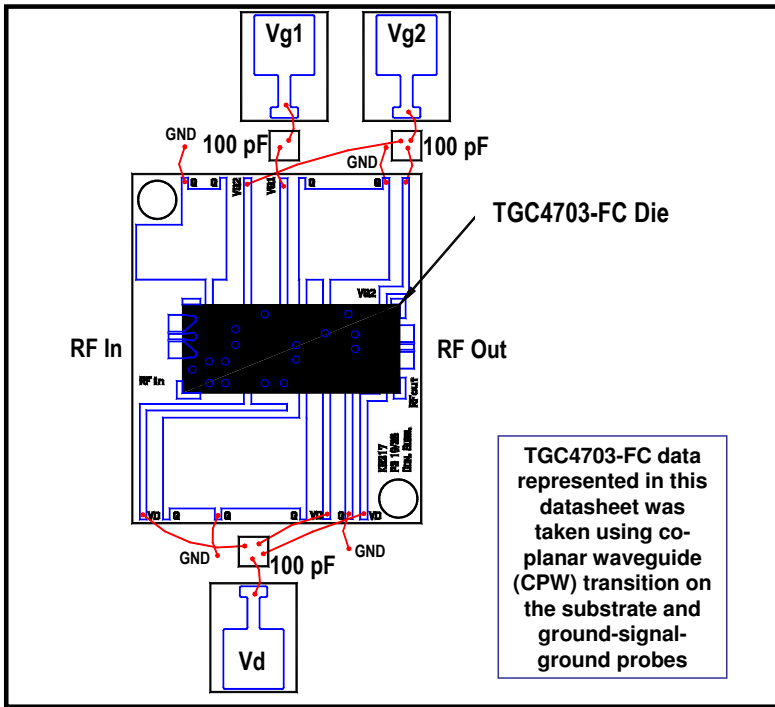 Vg1
Vg2
GND
100 pF
GND
100 pF
G
G
VG2
VG1
G
G
TGC4703-FC Die
VG2
RF In
RF Out
RF in
RFout
TGC4703-FC data
represented in this
datasheet was
taken using co-
planar waveguide
(CPW) transition on
the substrate and
ground-signal-
ground probes
VD
G
G
G
VD
G
VD
GND
100 pF
GND
Vd